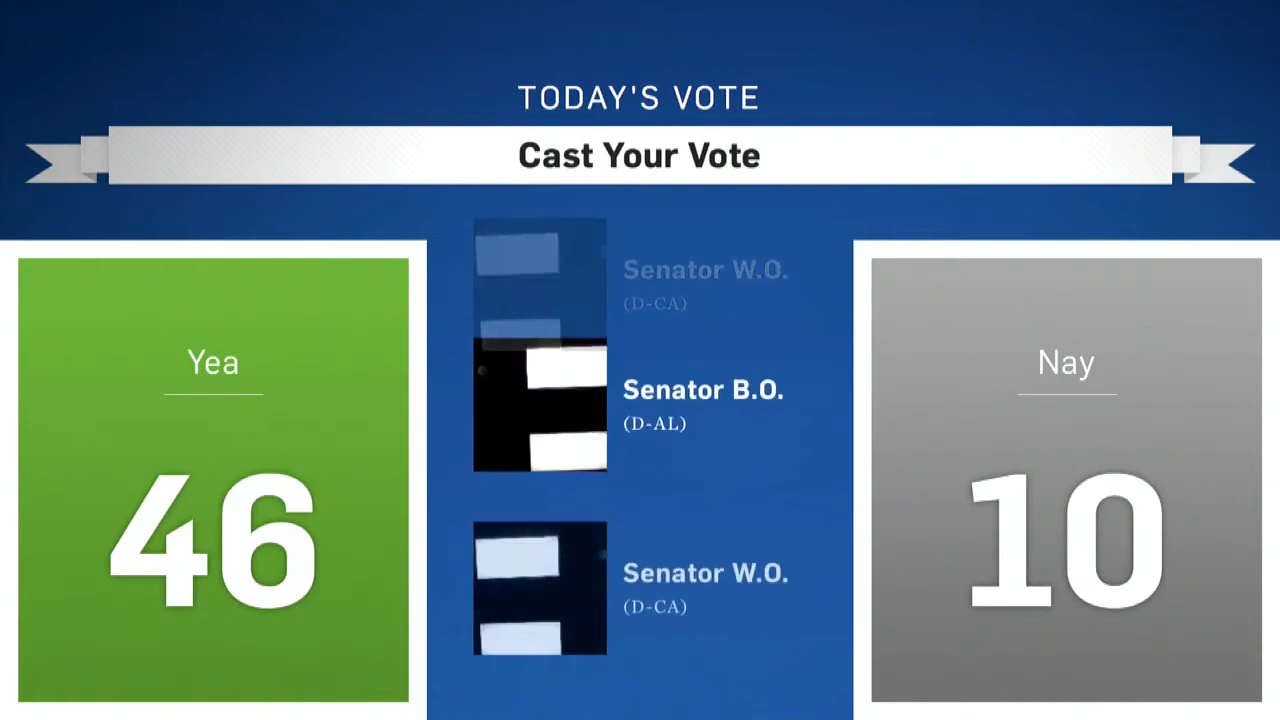 TODAY'S VOTE
Cast Your Vote
Yea
46
Senator W.O.
(D-CA)
Senator B.O.
(D-AL)
Senator W.O.
(D-CA)
Nay
10